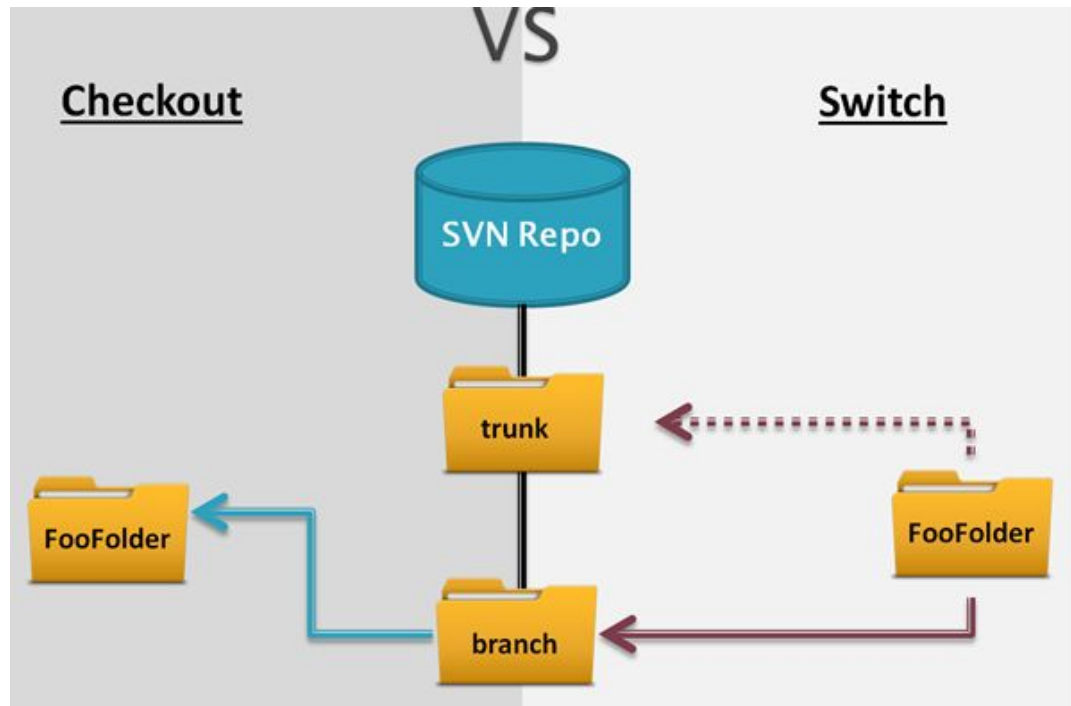 VS
Checkout
Switch
SVN Repo
trunk
FooFolder
FooFolder
branch